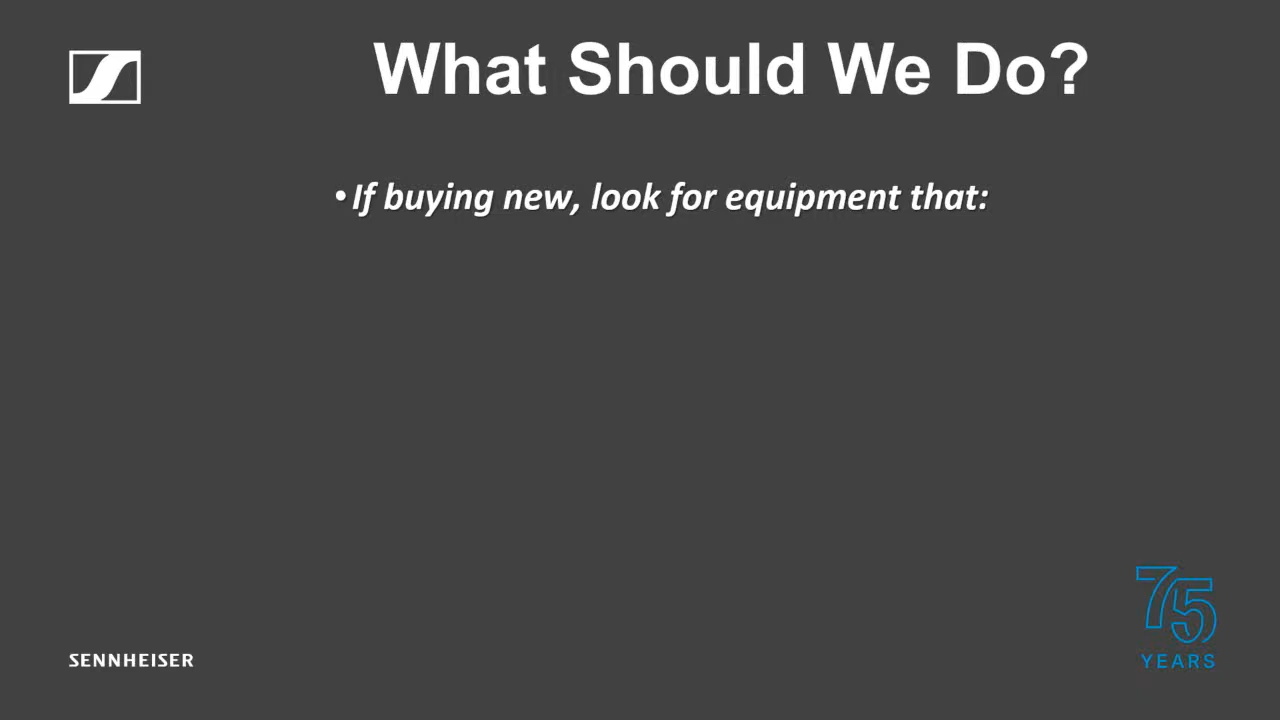 What Should We Do?
•If buying new, look for equipment that:
75
YEARS
SENNHEISER